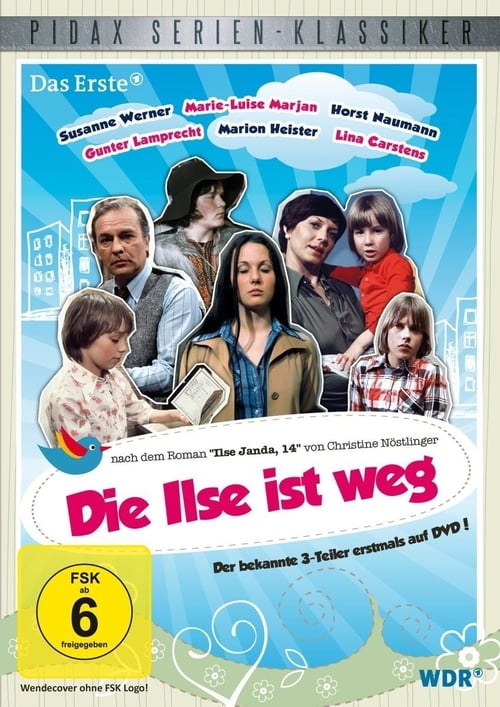 PIDAX SERIEN-KLASSIKER
Das Erste
Susanne Werner Marie-Luise Marjan Horst Naumann
Gunter Lamprecht Marion Heister Lina Carstens
nach dem Roman "Ilse Janda, 14" von Christine Nöstlinger
Die Ilse ist weg
Der bekannte 3-Teiler erstmals auf DVD!
FSK
ab
6
freigegeben
Wendecover ohne FSK Logo!
WDR